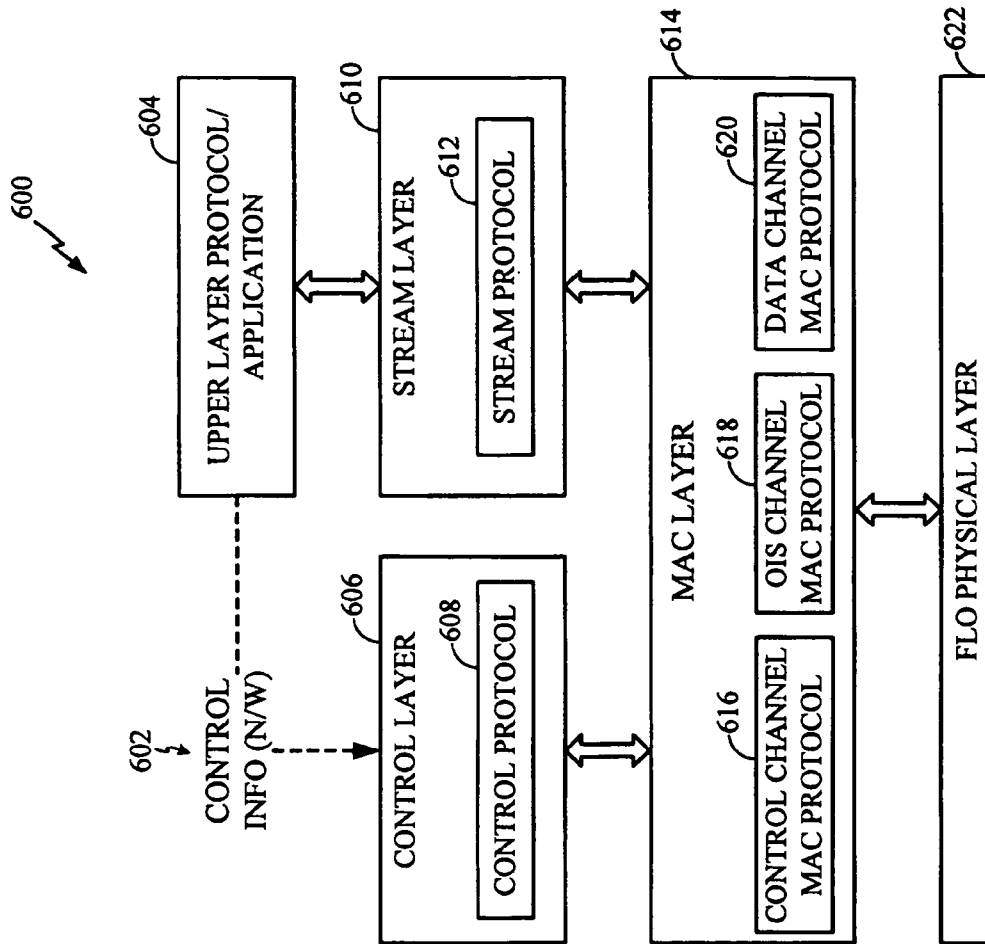 600
604
UPPER LAYER PROTOCOL/
APPLICATION
602
CONTROL
INFO (N/W)
606
CONTROL LAYER
608
CONTROL PROTOCOL
610
STREAM LAYER
612
STREAM PROTOCOL
614
MAC LAYER
616
CONTROL CHANNEL
MAC PROTOCOL
618
OIS CHANNEL
MAC PROTOCOL
620
DATA CHANNEL
MAC PROTOCOL
622
FLO PHYSICAL LAYER